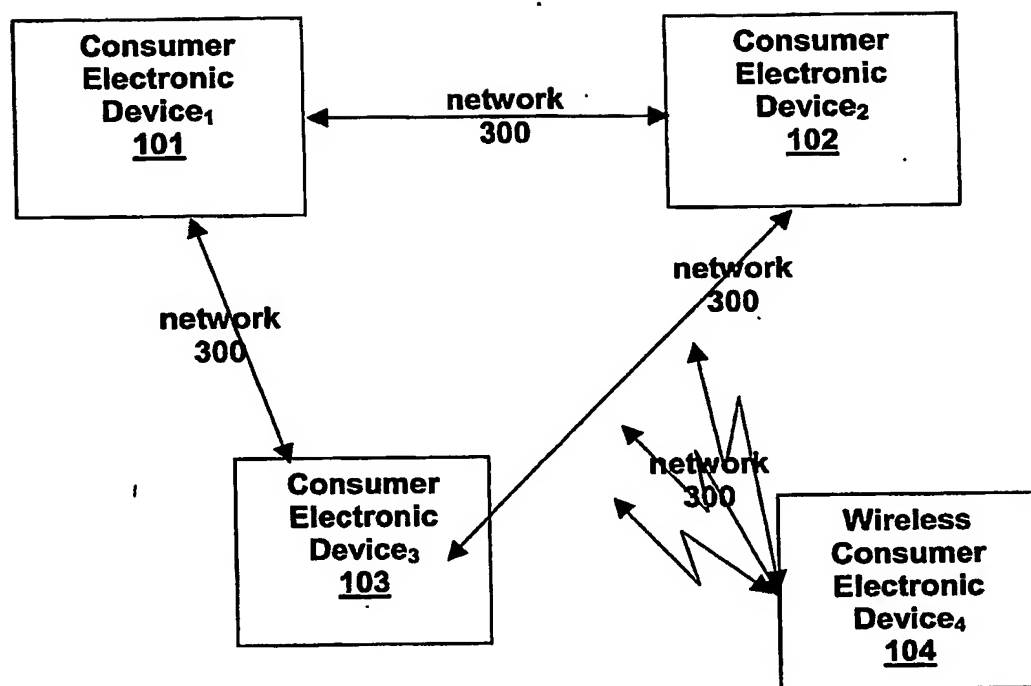 Consumer
Electronic
Device₁
101
network
300
Consumer
Electronic
Device₂
102
network
300
network
300
Consumer
Electronic
Device₃
103
network
300
Wireless
Consumer
Electronic
Device₄
104